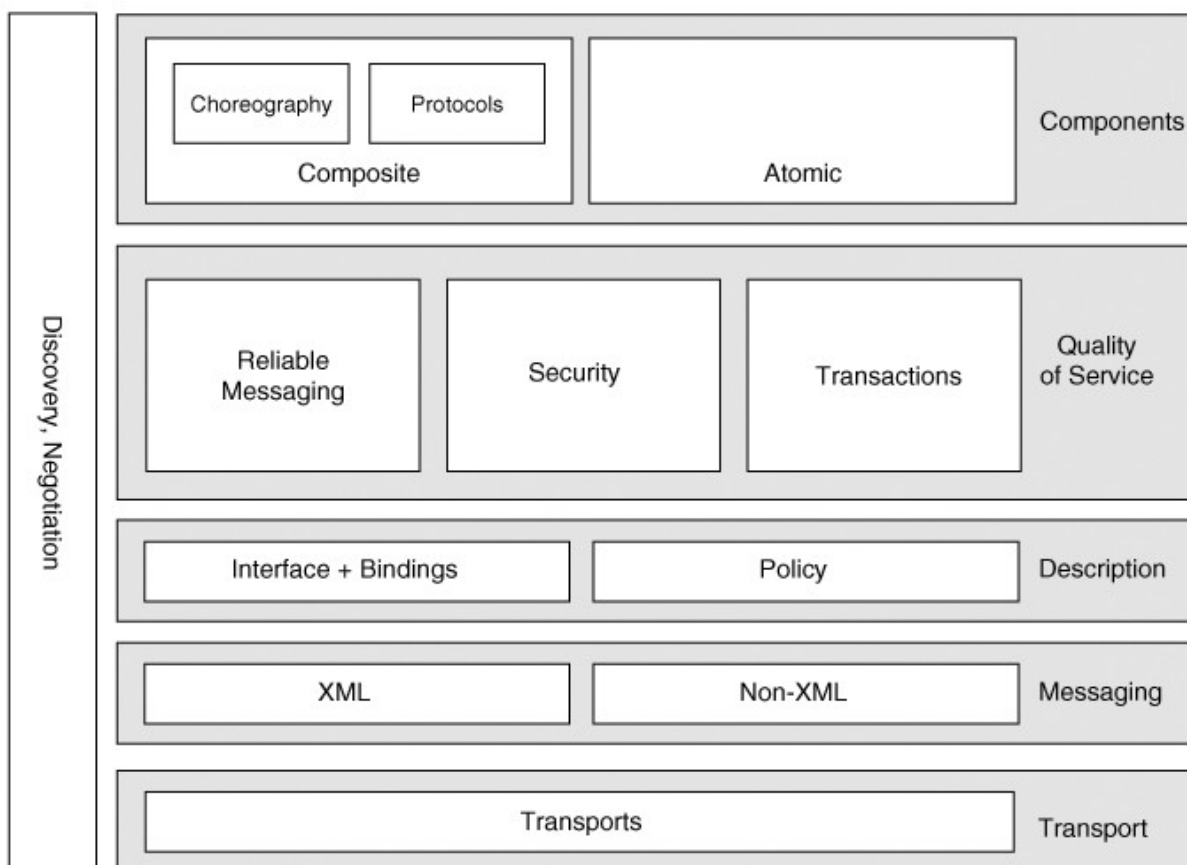 Discovery, Negotiation
Choreography
Protocols
Composite
Atomic
Components
Reliable
Messaging
Security
Transactions
Quality
of Service
Interface + Bindings
Policy
Description
XML
Non-XML
Messaging
Transports
Transport